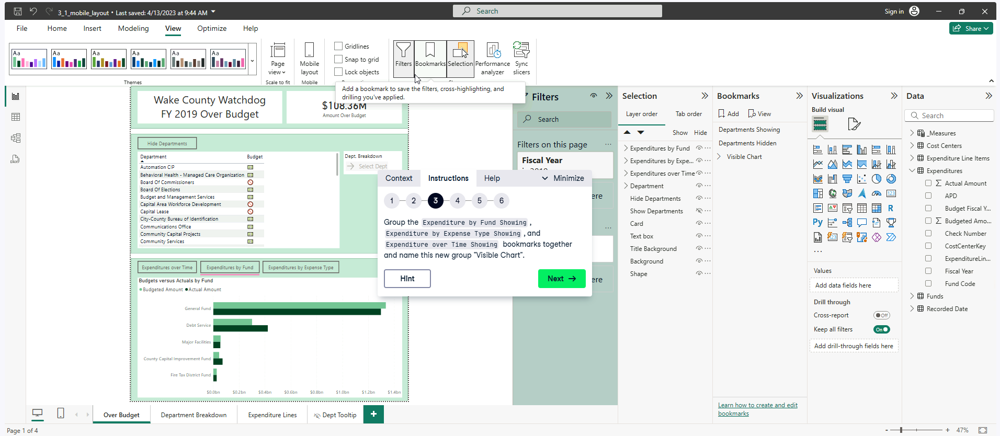 3_1_mobile_layout • Last saved: 4/13/2023 at 9:44 AM
Search
Sign in
File
Home
Insert
Modeling
View
Optimize
Help
Share
Aa
Aa
Aa
Aa
Aa
Aa
Themes
Page
view
Scale to fit
Mobile
layout
Mobile
Gridlines
Snap to grid
Lock objects
Filters
Bookmarks
Selection
Performance
analyzer
Sync
slicers
Add a bookmark to save the filters, cross-highlighting, and
drilling you've applied.
Wake County Watchdog
FY 2019 Over Budget
$108.36M
Amount Over Budget
Hide Departments
Department
Budget
Automation CIP
Behavioral Health - Managed Care Organization
Board Of Commissioners
Board Of Elections
Budget and Management Services
Capital Area Workforce Development
Capital Lease
City-County Bureau of Identification
Communications Office
Community Capital Projects
Community Services
Dept. Breakdown
Select Dept
Expenditures over Time
Expenditures by Fund
Expenditures by Expense Type
Budgets versus Actuals by Fund
Budgeted Amount
Actual Amount
General Fund
Debt Service
Major Facilities
County Capital Improvement Fund
Fire Tax District Fund
$0.0bn
$0.2bn
$0.4bn
$0.6bn
$0.8bn
$1.0bn
$1.2bn
$1.4bn
Context
Instructions
Help
Minimize
1
2
3
4
5
6
Group the Expenditure by Fund Showing ,
Expenditure by Expense Type Showing , and
Expenditure over Time Showing bookmarks together
and name this new group "Visible Chart".
Hint
Next
Filters
Search
Filters on this page
...
Fiscal Year
ere
...
ere
Selection
Layer order
Tab order
Show
Hide
Expenditures by Fund
Expenditures by Expe...
Expenditures over Time
Department
Hide Departments
Show Departments
Card
Text box
Title Background
Background
Shape
Bookmarks
Add
View
Departments Showing
Departments Hidden
Visible Chart
Learn how to create and edit
bookmarks
Visualizations
Build visual
123
R
Py
...
Values
Add data fields here
Drill through
Cross-report
Off
Keep all filters
On
Add drill-through fields here
Data
Search
_Measures
Cost Centers
Expenditure Line Items
Expenditures
Actual Amount
APD
Budget Fiscal Y...
Budgeted Amo...
Check Number
CostCenterKey
ExpenditureLin...
Fiscal Year
Fund Code
Funds
Recorded Date
DAX
Over Budget
Department Breakdown
Expenditure Lines
Dept Tooltip
+
Page 1 of 4
- + 47%